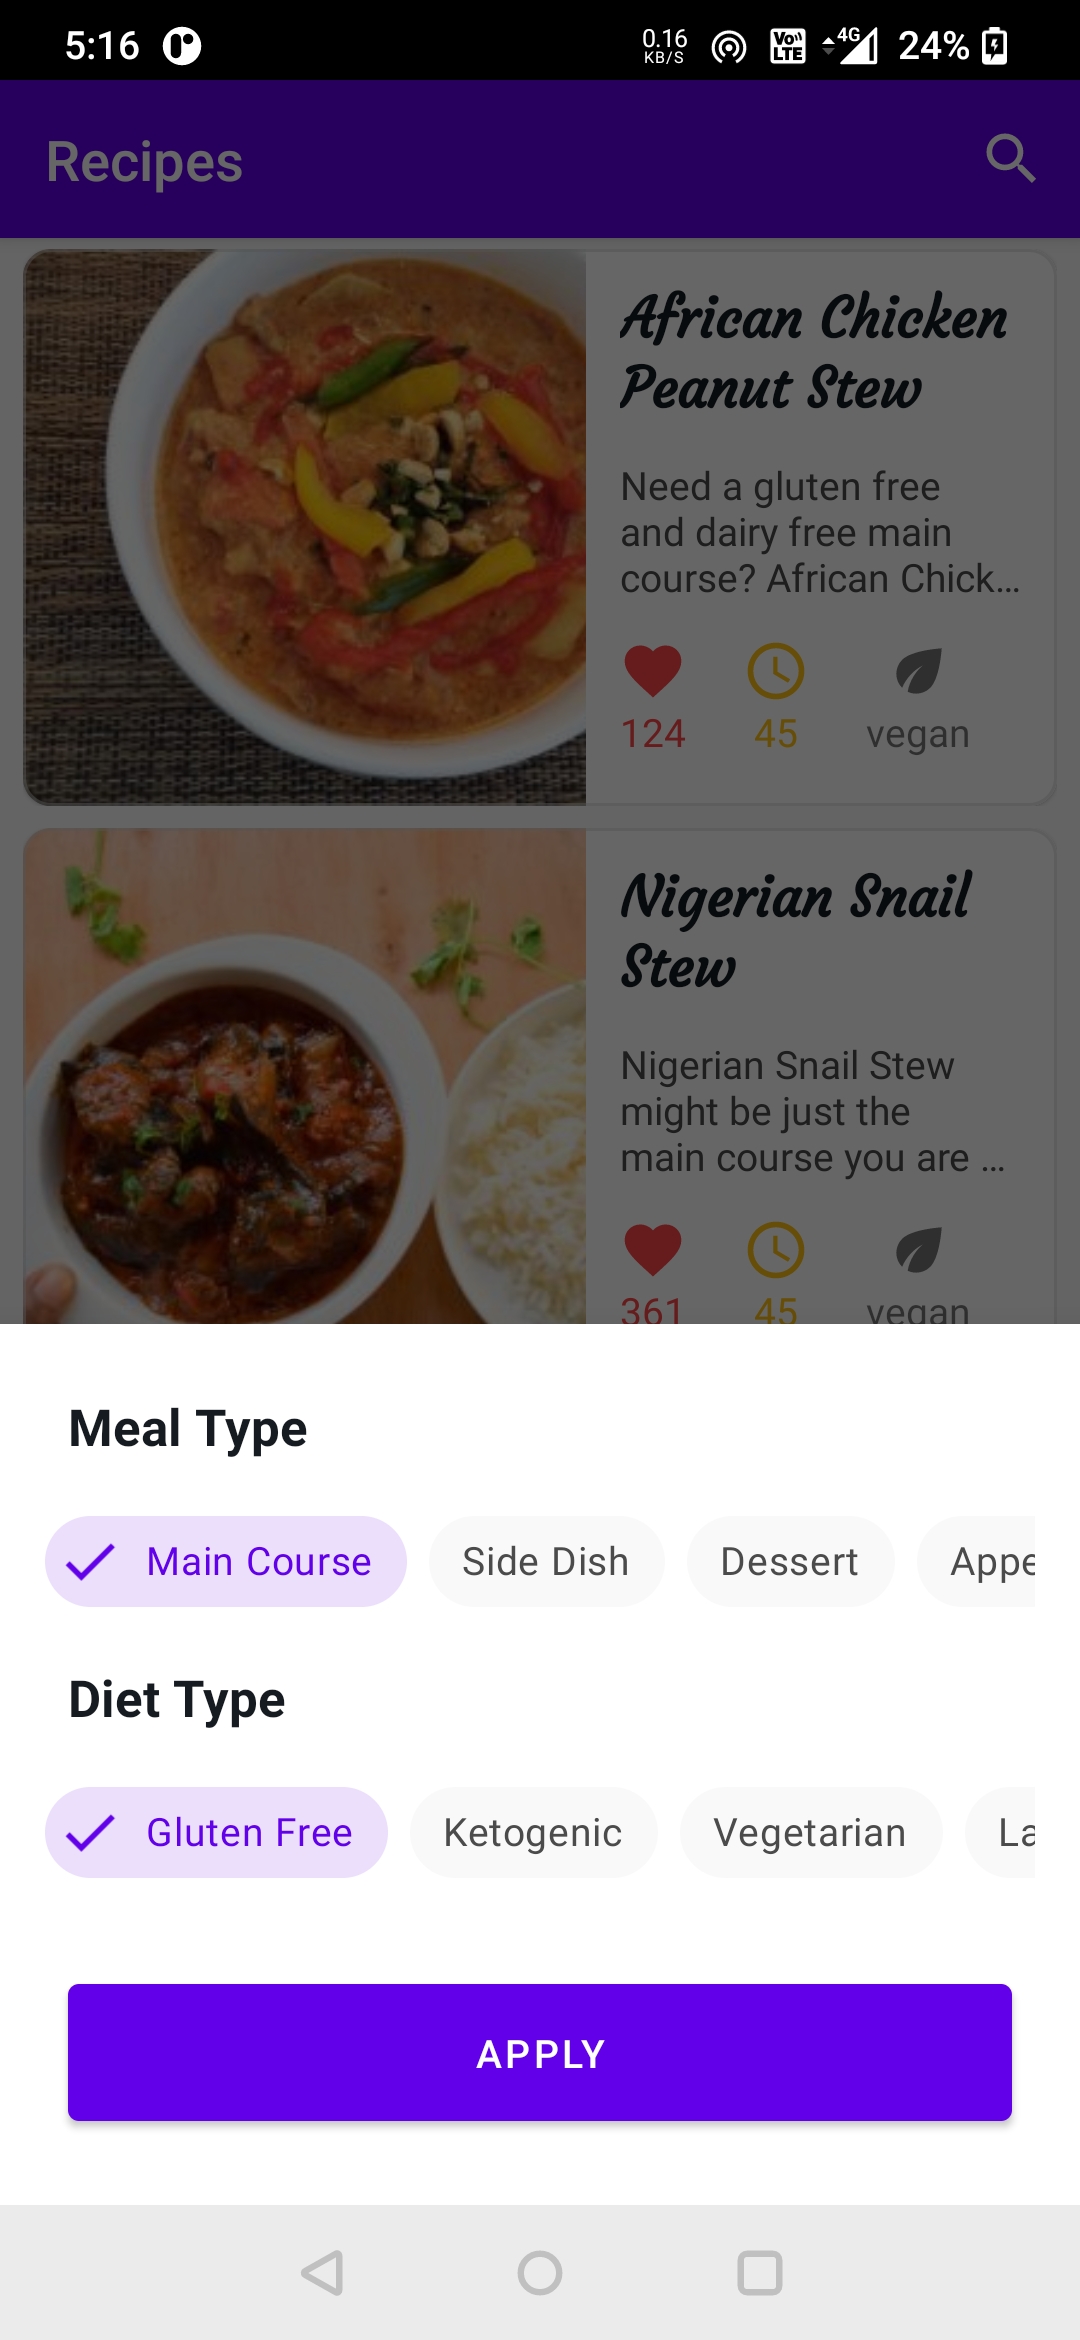 5:16
0.16
KB/S
Vo))
LTE
4G
24%
Recipes
African Chicken
Peanut Stew
Need a gluten free
and dairy free main
course? African Chick...
124
45
vegan
Nigerian Snail
Stew
Nigerian Snail Stew
might be just the
main course you are ...
361
45
vegan
Meal Type
Main Course
Side Dish
Dessert
Appe
Diet Type
Gluten Free
Ketogenic
Vegetarian
La
APPLY